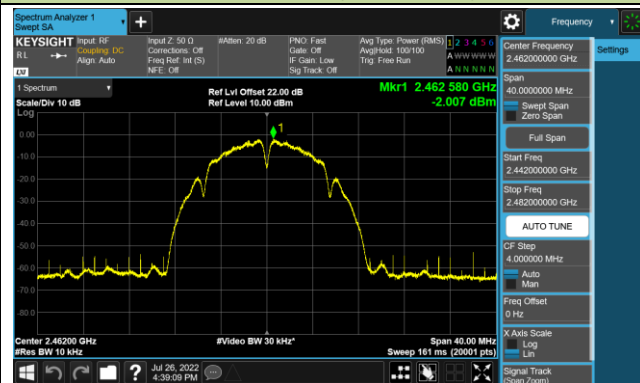 Spectrum Analyzer 1
Swept SA
Frequency
KEYSIGHT
RL
LXI
Input: RF
Coupling: DC
Align: Auto
Input Z: 50 Ω
Corrections: Off
Freq Ref: Int (S)
NFE: Off
#Atten: 20 dB
PNO: Fast
Gate: Off
IF Gain: Low
Sig Track: Off
Avg Type: Power (RMS)
Avg|Hold: 100/100
Trig: Free Run
1 2 3 4 5 6
A W W W W W
A N N N N N
1 Spectrum
Scale/Div 10 dB
Log
Ref Lvl Offset 22.00 dB
Ref Level 10.00 dBm
Mkr1 2.462 580 GHz
-2.007 dBm
1
0.00
-10.0
-20.0
-30.0
-40.0
-50.0
-60.0
-70.0
-80.0
Center 2.46200 GHz
#Res BW 10 kHz
#Video BW 30 kHz*
Span 40.00 MHz
Sweep 161 ms (20001 pts)
Jul 26, 2022
4:39:09 PM
Center Frequency
2.462000000 GHz
Settings
Span
40.0000000 MHz
Swept Span
Zero Span
Full Span
Start Freq
2.442000000 GHz
Stop Freq
2.482000000 GHz
AUTO TUNE
CF Step
4.000000 MHz
Auto
Man
Freq Offset
0 Hz
X Axis Scale
Log
Lin
Signal Track
(Span Zoom)